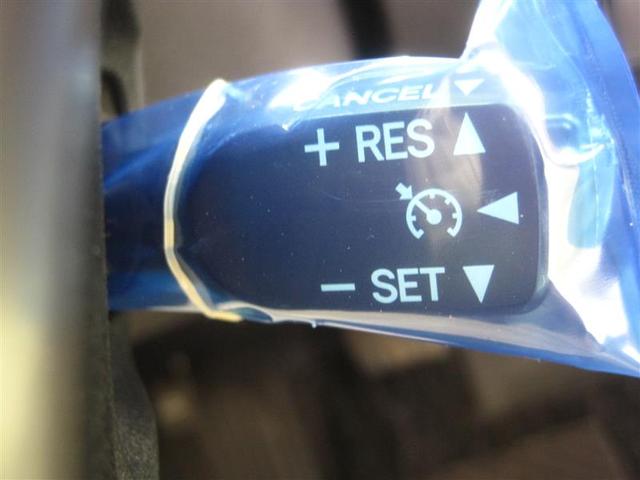 CANCEL
+ RES
– SET